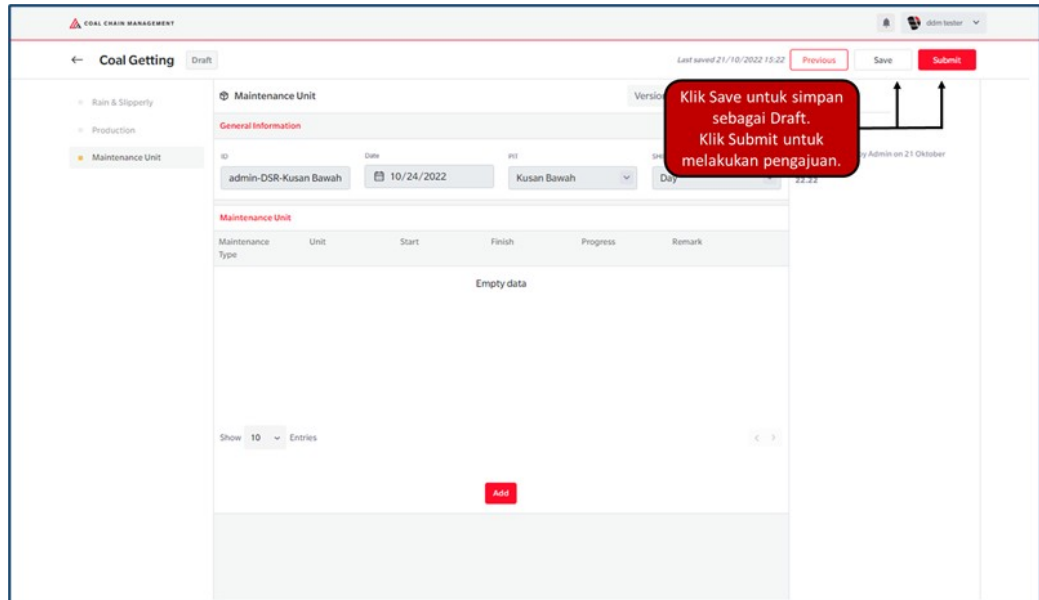 COAL CHAIN MANAGEMENT
ddm tester
Coal Getting
Draft
Last saved 21/10/2022 15:22
Previous
Save
Submit
Klik Save untuk simpan
sebagai Draft.
Klik Submit untuk
melakukan pengajuan.
Rain & Slipperly
Production
Maintenance Unit
Maintenance Unit
General Information
ID
Date
PIT
admin-DSR-Kusan Bawah
10/24/2022
Kusan Bawah
Day
by Admin on 21 Oktober
22.22
Maintenance Unit
Maintenance
Type
Unit
Start
Finish
Progress
Remark
Empty data
Show 10 Entries
Add